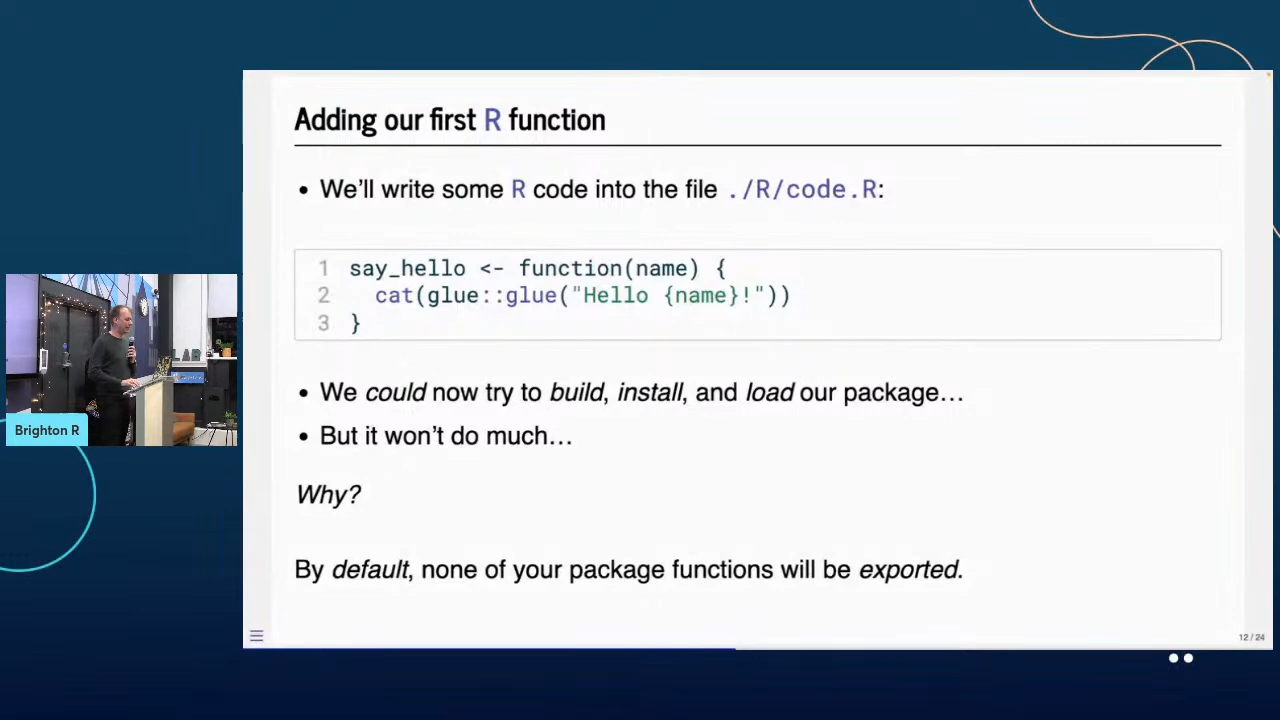 Adding our first R function
• We'll write some R code into the file ./R/code.R:
1 say_hello <- function(name) {
2   cat(glue::glue("Hello {name}!"))
3 }
• We could now try to build, install, and load our package…
• But it won't do much…
Why?
By default, none of your package functions will be exported.
12 / 24
LAB
Brighton R